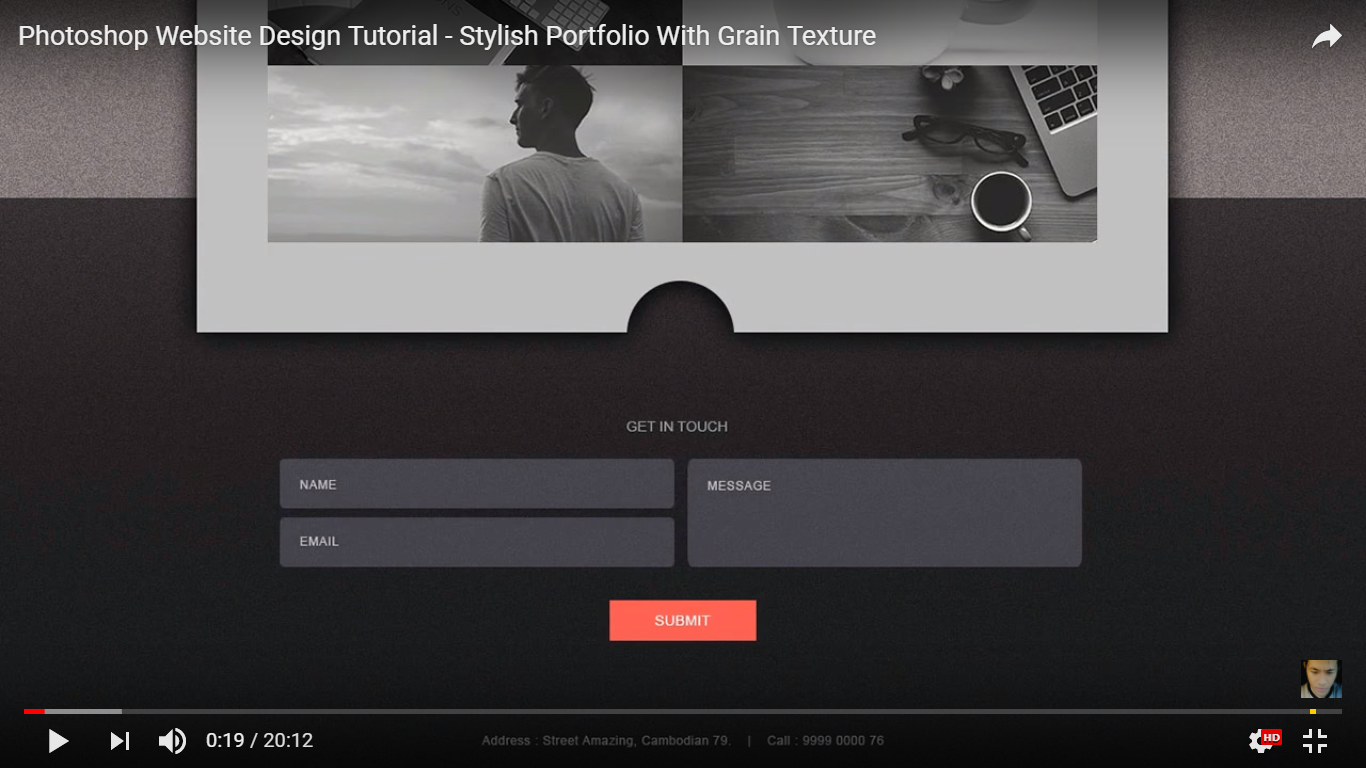 Photoshop Website Design Tutorial - Stylish Portfolio With Grain Texture
GET IN TOUCH
NAME
MESSAGE
EMAIL
SUBMIT
0:19 / 20:12
Address : Street Amazing, Cambodian 79. | Call : 9999 0000 76
HD